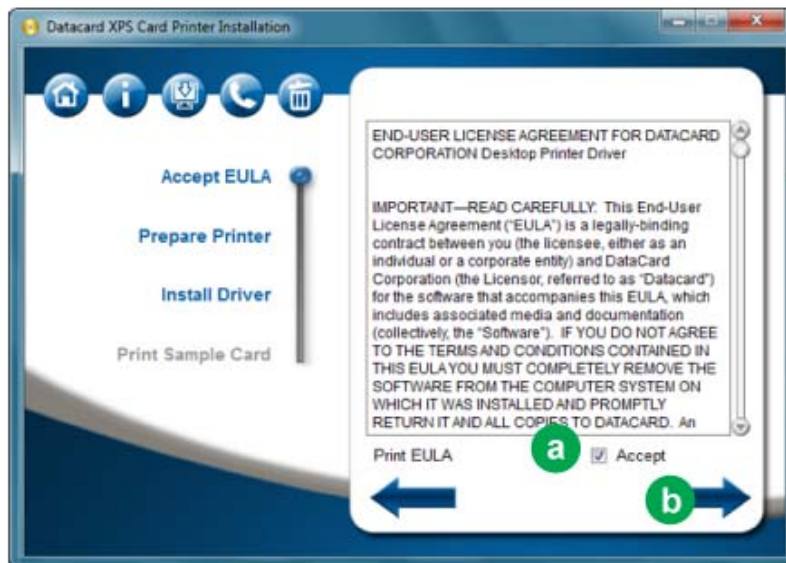 Datacard XPS Card Printer Installation
Accept EULA
Prepare Printer
Install Driver
Print Sample Card
END-USER LICENSE AGREEMENT FOR DATACARD
CORPORATION Desktop Printer Driver
IMPORTANT—READ CAREFULLY: This End-User
License Agreement ("EULA") is a legally-binding
contract between you (the licensee, either as an
individual or a corporate entity) and DataCard
Corporation (the Licensor, referred to as "Datacard")
for the software that accompanies this EULA, which
includes associated media and documentation
(collectively, the "Software"). IF YOU DO NOT AGREE
TO THE TERMS AND CONDITIONS CONTAINED IN
THIS EULA YOU MUST COMPLETELY REMOVE THE
SOFTWARE FROM THE COMPUTER SYSTEM ON
WHICH IT WAS INSTALLED AND PROMPTLY
RETURN IT AND ALL COPIES TO DATACARD. An
Print EULA a Accept
b